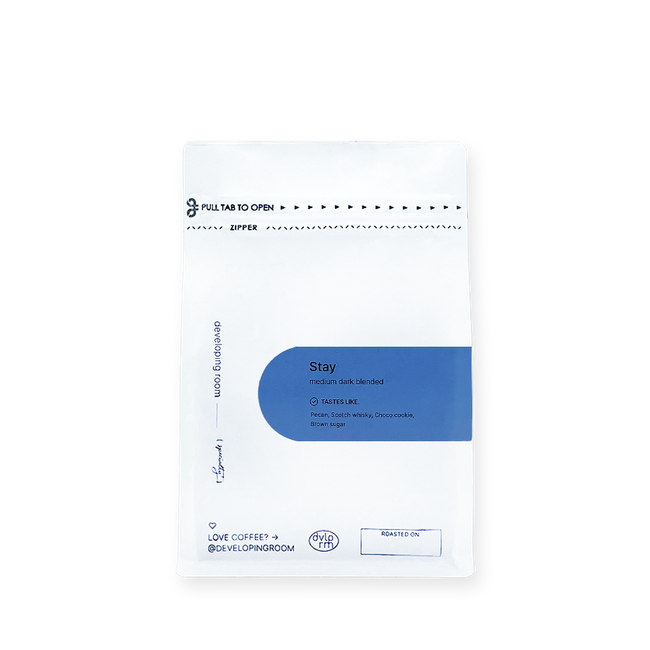 PULL TAB TO OPEN
ZIPPER
developing room
Stay
medium dark blended
TASTES LIKE.
Pecan, Scotch whisky, Choco cookie,
Brown sugar
LOVE COFFEE? →
@DEVELOPINGROOM
dvlp
rm
ROASTED ON